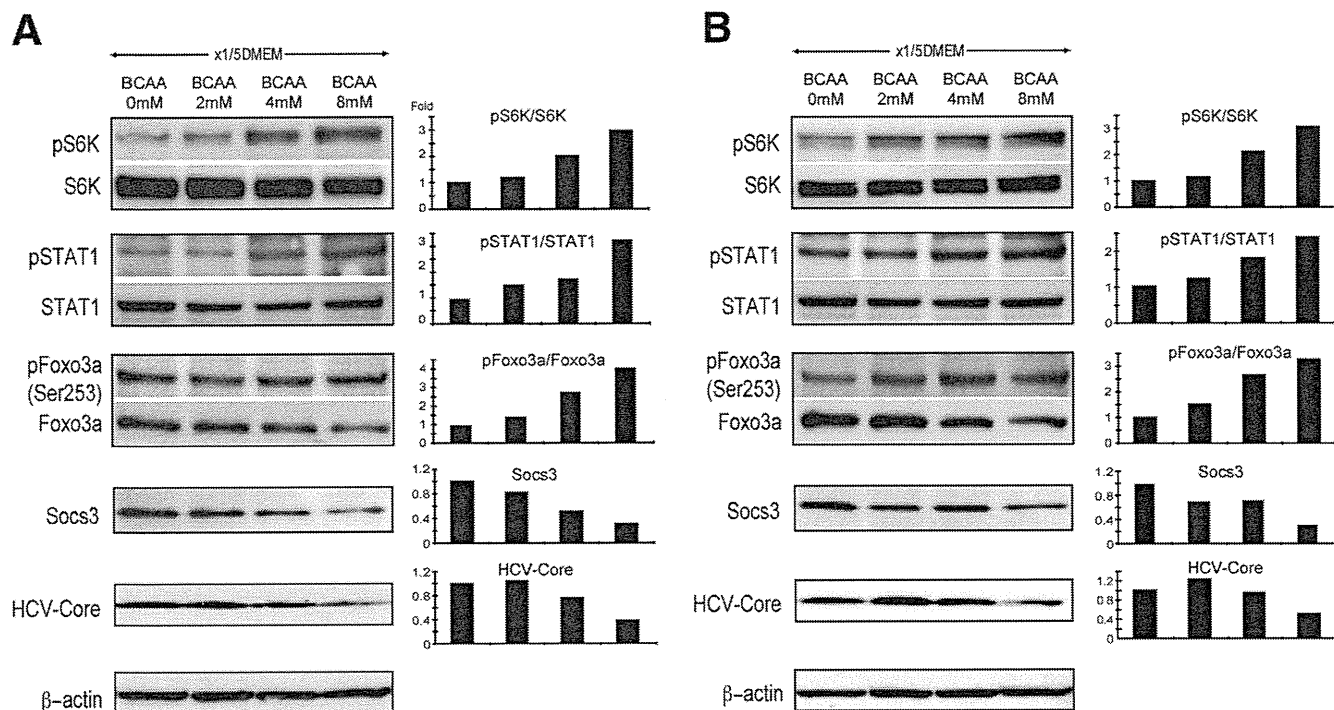 A
x1/5DMEM
BCAA 0mM
BCAA 2mM
BCAA 4mM
BCAA 8mM
Fold
pS6K
S6K
pS6K/S6K
3
2
1
0
pSTAT1
STAT1
pSTAT1/STAT1
3
2
1
0
pFoxo3a
(Ser253)
Foxo3a
pFoxo3a/Foxo3a
4
3
2
1
0
Socs3
Socs3
1.2
0.8
0.4
0
HCV-Core
HCV-Core
1.2
0.8
0.4
0
β-actin
B
x1/5DMEM
BCAA 0mM
BCAA 2mM
BCAA 4mM
BCAA 8mM
pS6K
S6K
pS6K/S6K
3
2
1
0
pSTAT1
STAT1
pSTAT1/STAT1
2
1
0
pFoxo3a
(Ser253)
Foxo3a
pFoxo3a/Foxo3a
3
2
1
0
Socs3
Socs3
1.2
0.8
0.4
0
HCV-Core
HCV-Core
1.2
0.8
0.4
0
β-actin